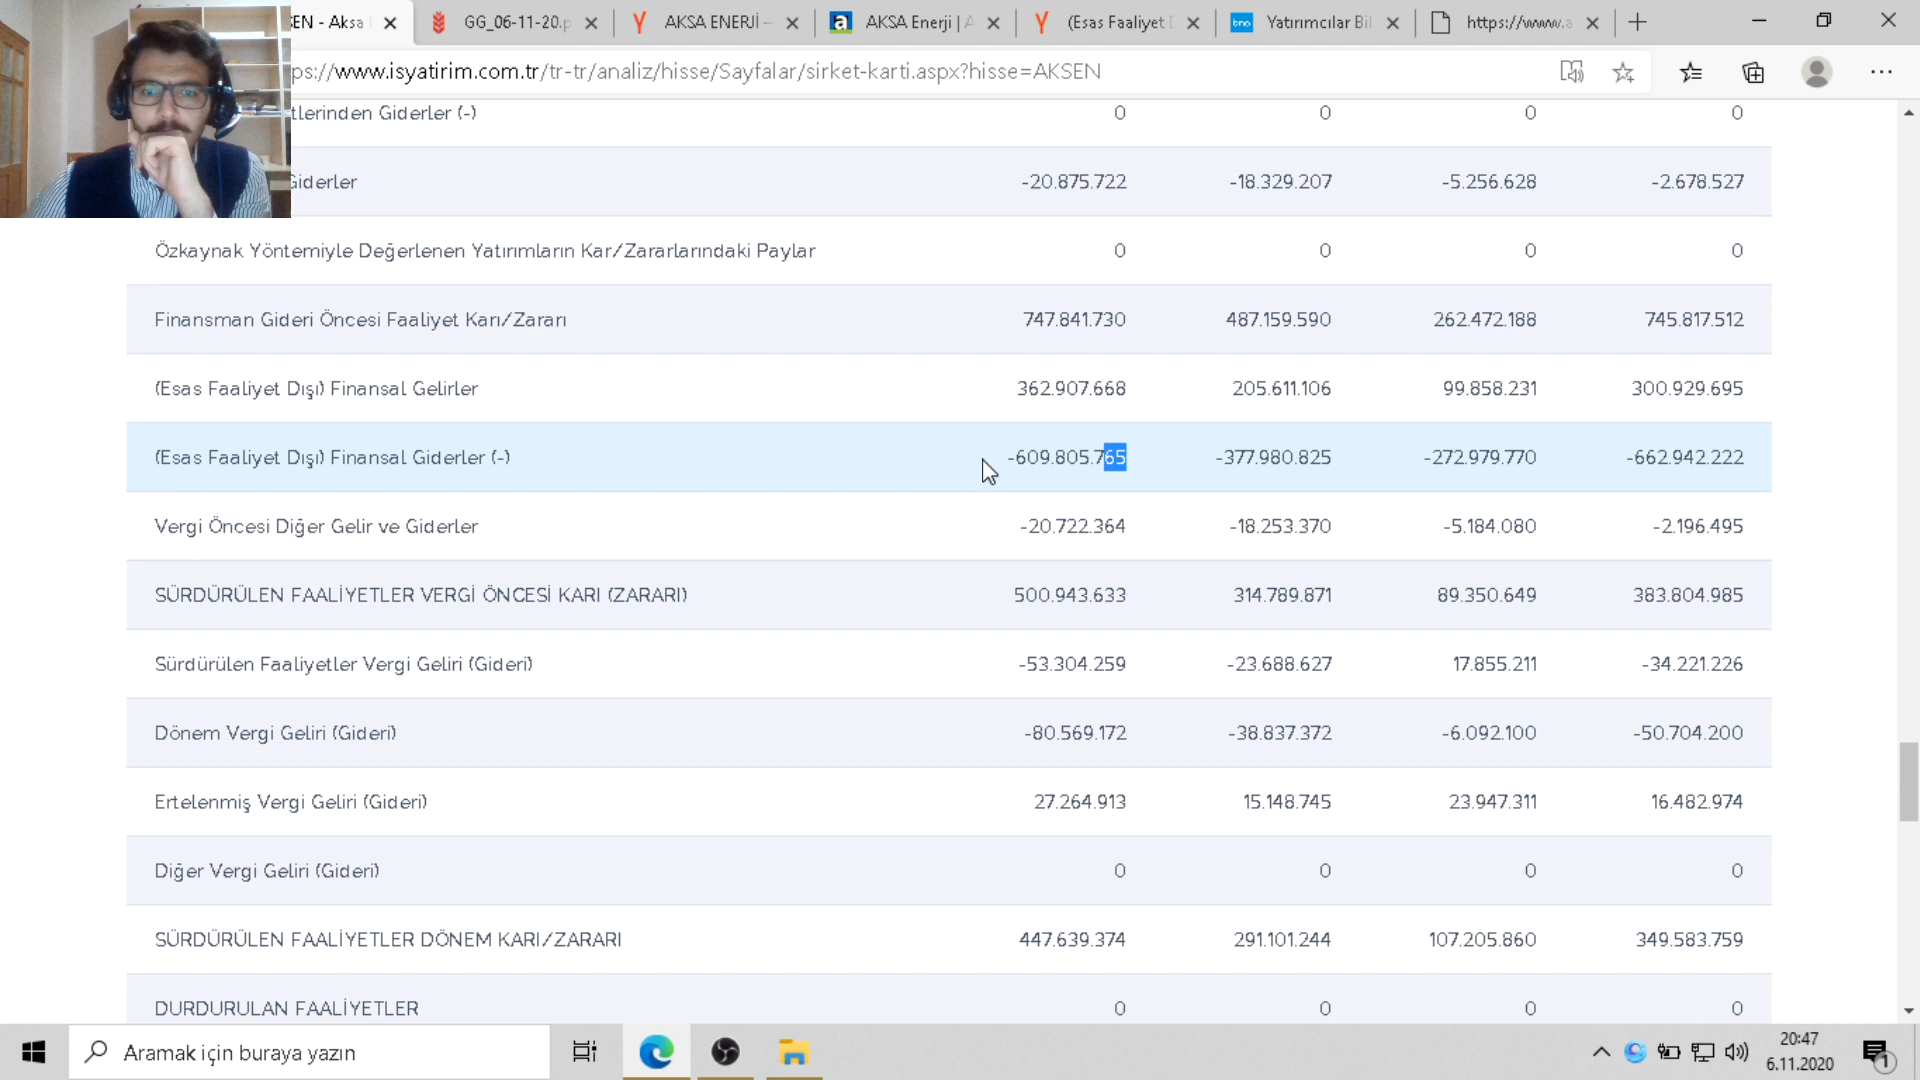 EN - Aksa
GG_06-11-20.p
AKSA ENERJİ -
AKSA Enerji | A
(Esas Faaliyet D
Yatırımcılar Bil
https://www.a
ps://www.isyatirim.com.tr/tr-tr/analiz/hisse/Sayfalar/sirket-karti.aspx?hisse=AKSEN
tlerinden Giderler (-) 0 0 0 0
Giderler -20.875.722 -18.329.207 -5.256.628 -2.678.527
Özkaynak Yöntemiyle Değerlenen Yatırımların Kar/Zararlarındaki Paylar 0 0 0 0
Finansman Gideri Öncesi Faaliyet Karı/Zararı 747.841.730 487.159.590 262.472.188 745.817.512
(Esas Faaliyet Dışı) Finansal Gelirler 362.907.668 205.611.106 99.858.231 300.929.695
(Esas Faaliyet Dışı) Finansal Giderler (-) -609.805.765 -377.980.825 -272.979.770 -662.942.222
Vergi Öncesi Diğer Gelir ve Giderler -20.722.364 -18.253.370 -5.184.080 -2.196.495
SÜRDÜRÜLEN FAALİYETLER VERGİ ÖNCESİ KARI (ZARARI) 500.943.633 314.789.871 89.350.649 383.804.985
Sürdürülen Faaliyetler Vergi Geliri (Gideri) -53.304.259 -23.688.627 17.855.211 -34.221.226
Dönem Vergi Geliri (Gideri) -80.569.172 -38.837.372 -6.092.100 -50.704.200
Ertelenmiş Vergi Geliri (Gideri) 27.264.913 15.148.745 23.947.311 16.482.974
Diğer Vergi Geliri (Gideri) 0 0 0 0
SÜRDÜRÜLEN FAALİYETLER DÖNEM KARI/ZARARI 447.639.374 291.101.244 107.205.860 349.583.759
DURDURULAN FAALİYETLER 0 0 0 0
Aramak için buraya yazın
20:47
6.11.2020
1